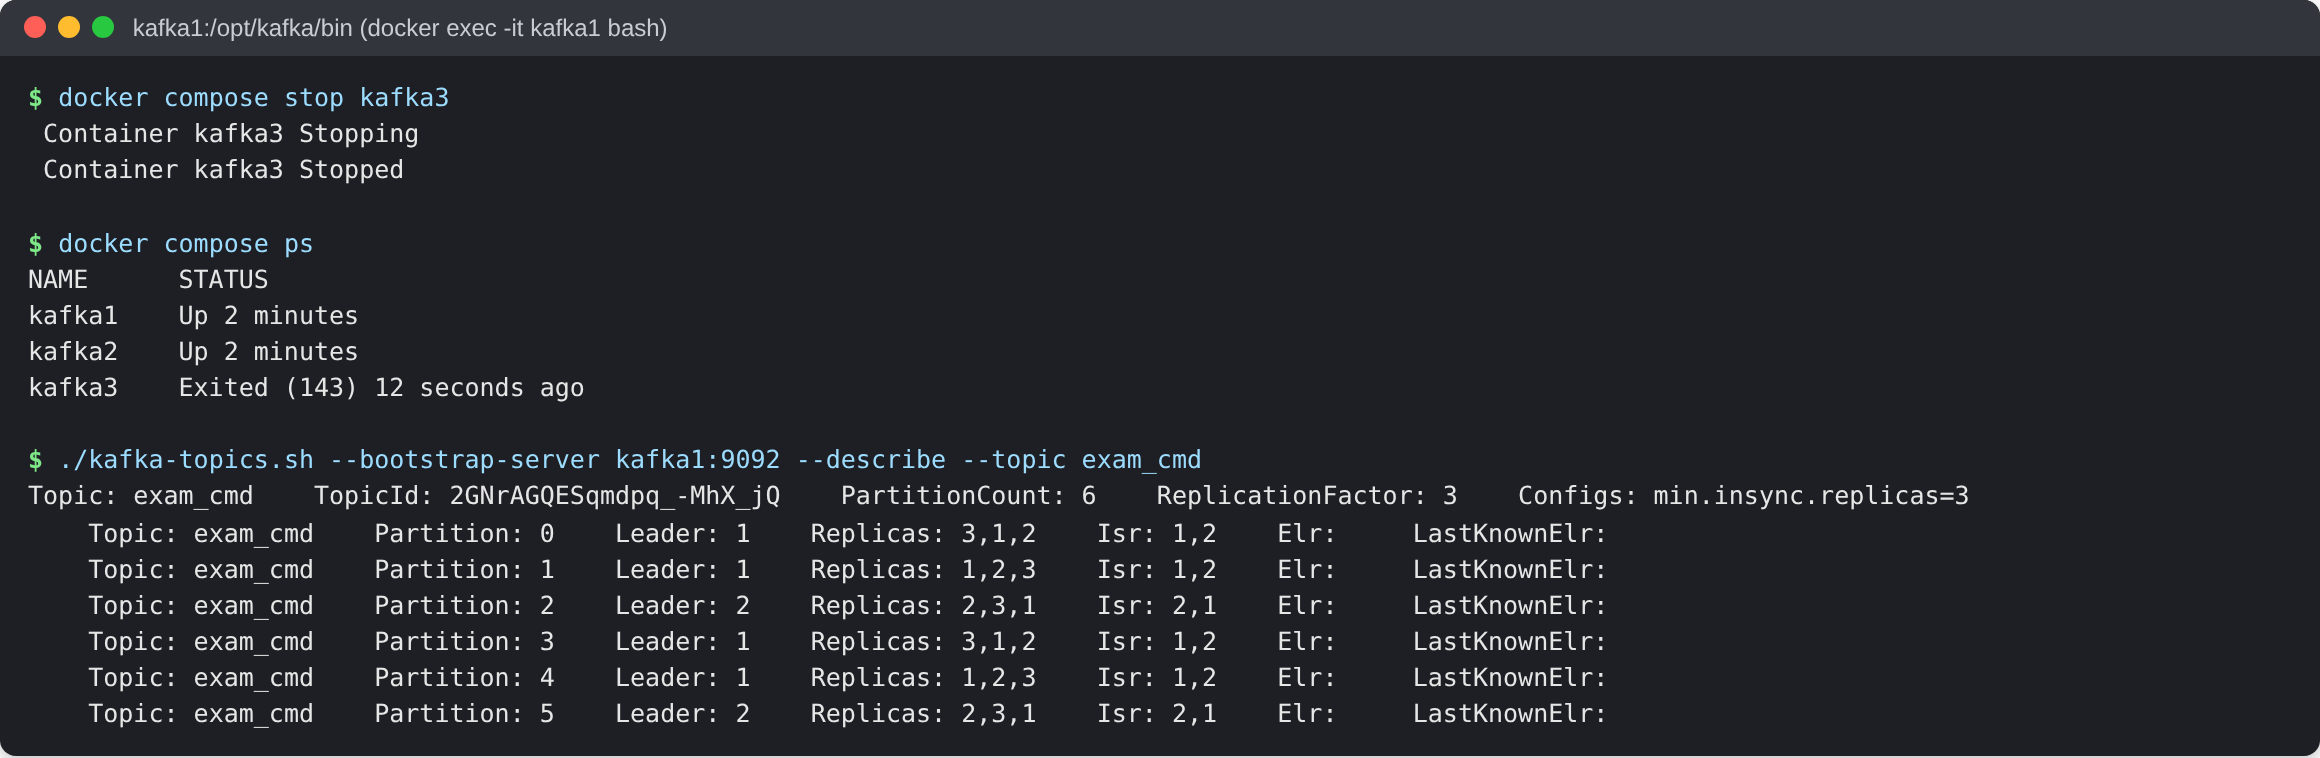 kafka1:/opt/kafka/bin (docker exec -it kafka1 bash)
$ docker compose stop kafka3
 Container kafka3 Stopping
 Container kafka3 Stopped
$ docker compose ps
NAME      STATUS
kafka1    Up 2 minutes
kafka2    Up 2 minutes
kafka3    Exited (143) 12 seconds ago
$ ./kafka-topics.sh --bootstrap-server kafka1:9092 --describe --topic exam_cmd
Topic: exam_cmd    TopicId: 2GNrAGQESqmdpq_-MhX_jQ    PartitionCount: 6    ReplicationFactor: 3    Configs: min.insync.replicas=3
    Topic: exam_cmd    Partition: 0    Leader: 1    Replicas: 3,1,2    Isr: 1,2    Elr:     LastKnownElr:
    Topic: exam_cmd    Partition: 1    Leader: 1    Replicas: 1,2,3    Isr: 1,2    Elr:     LastKnownElr:
    Topic: exam_cmd    Partition: 2    Leader: 2    Replicas: 2,3,1    Isr: 2,1    Elr:     LastKnownElr:
    Topic: exam_cmd    Partition: 3    Leader: 1    Replicas: 3,1,2    Isr: 1,2    Elr:     LastKnownElr:
    Topic: exam_cmd    Partition: 4    Leader: 1    Replicas: 1,2,3    Isr: 1,2    Elr:     LastKnownElr:
    Topic: exam_cmd    Partition: 5    Leader: 2    Replicas: 2,3,1    Isr: 2,1    Elr:     LastKnownElr: